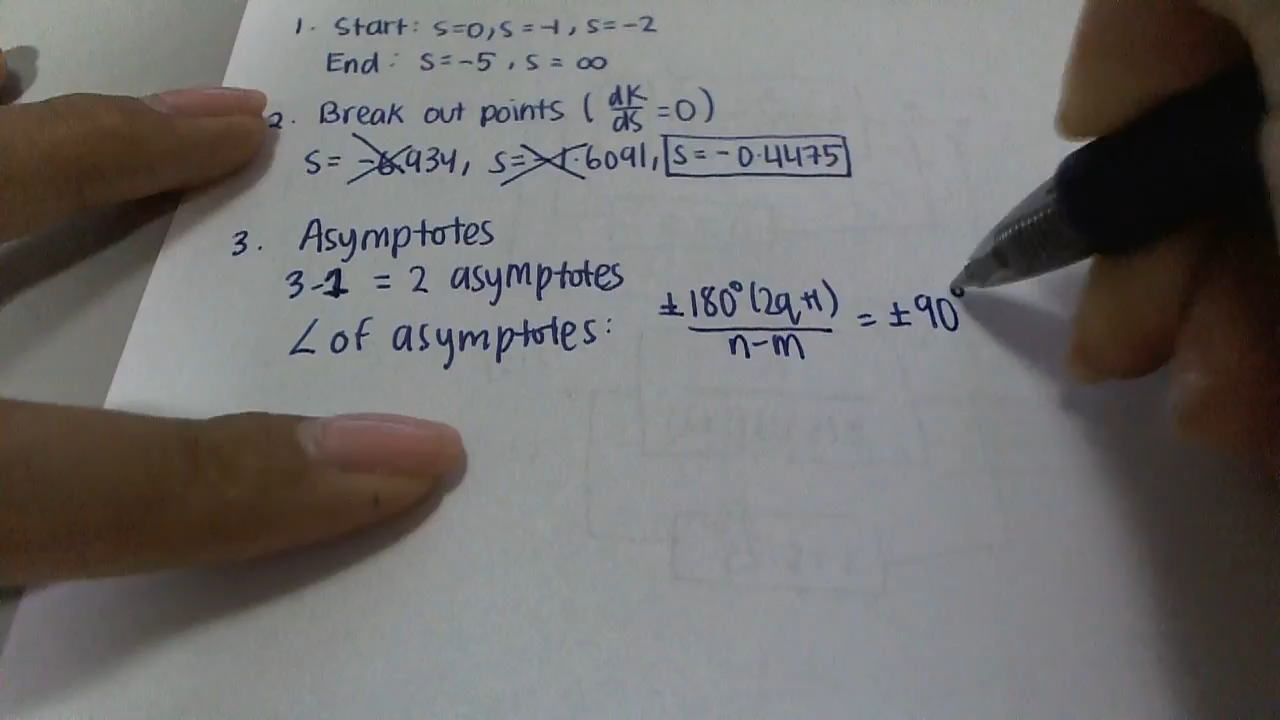 1. Start: s=0, s=-1, s=-2
End: s=-5, s=∞
2. Break out points (dK/ds =0)
s= -6.934, s=-1.6091, s=-0.4475
3. Asymptotes
3-1 = 2 asymptotes
∠ of asymptotes: ±180°(2q+1)/n-m = ±90°